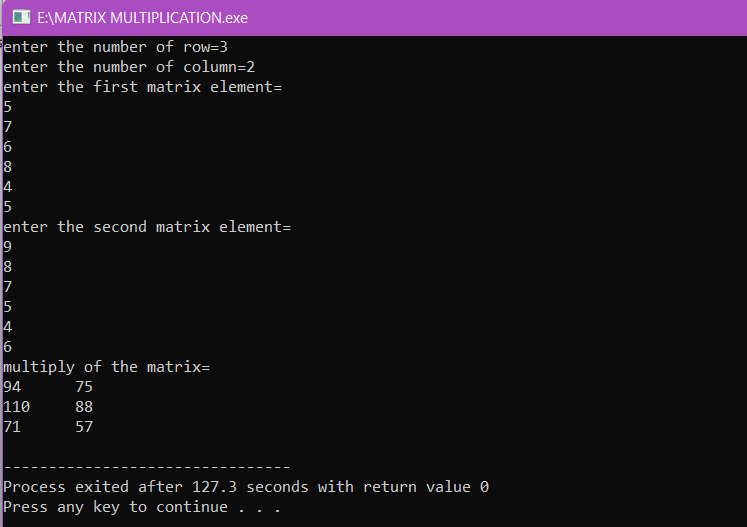 E:\MATRIX MULTIPLICATION.exe
enter the number of row=3
enter the number of column=2
enter the first matrix element=
5
7
6
8
4
5
enter the second matrix element=
9
8
7
5
4
6
multiply of the matrix=
94      75
110     88
71      57
--------------------------------
Process exited after 127.3 seconds with return value 0
Press any key to continue . . .